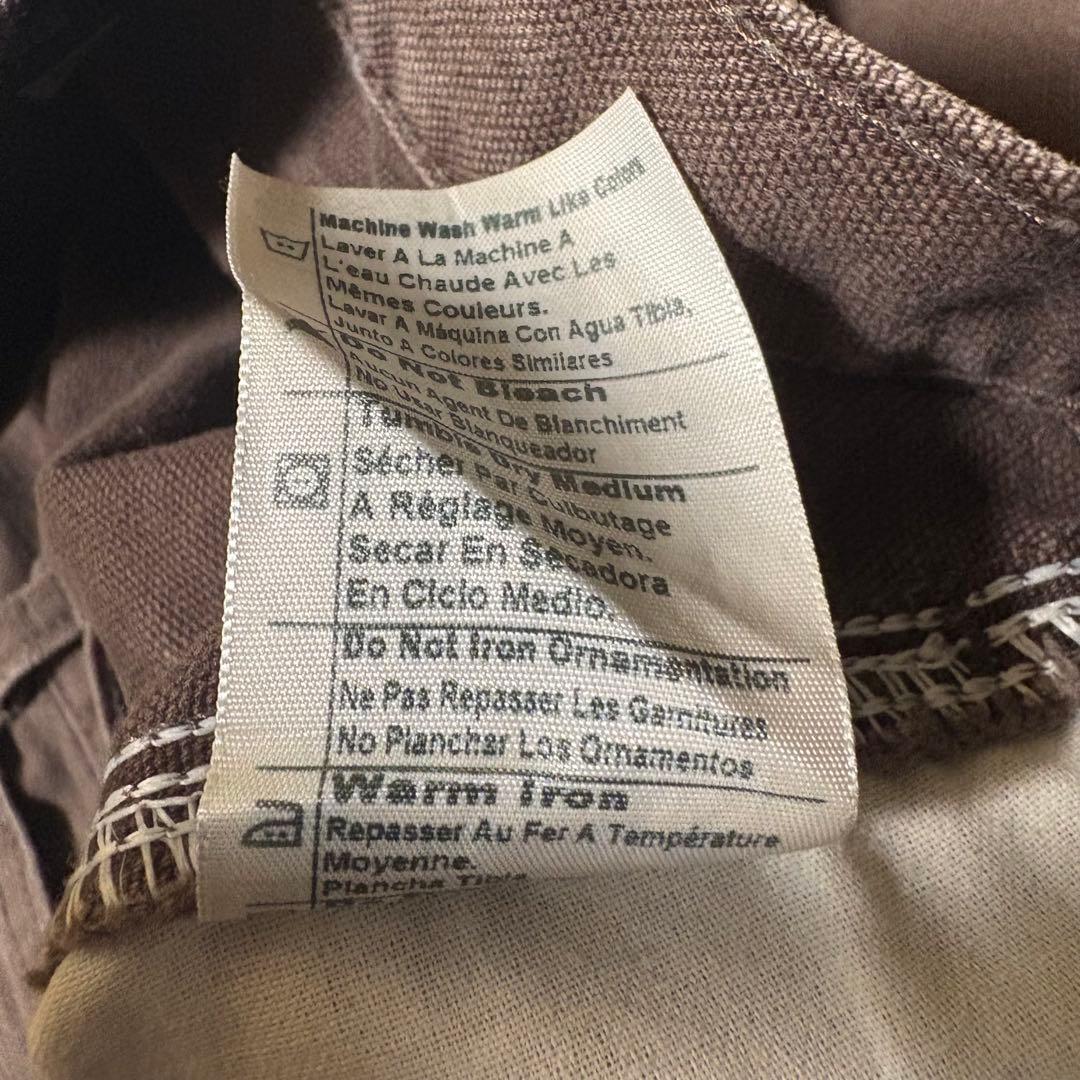 Machine Wash Warm Like Colors
Laver A La Machine A
L'eau Chaude Avec Les
Mêmes Couleurs.
Lavar A Máquina Con Agua Tibia,
Junto A Colores Similares
Do Not Bleach
Aucun Agent De Blanchiment
No Usar Blanqueador
Tumble Dry Medium
Sécher Par Culbutage
A Réglage Moyen.
Secar En Secadora
En Ciclo Medio.
Do Not Iron Ornamentation
Ne Pas Repasser Les Garnitures
No Planchar Los Ornamentos
Warm Iron
Repasser Au Fer A Température
Moyenne.
Plancha Tibia